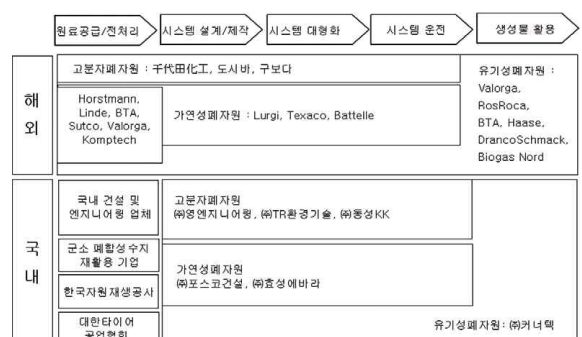 원료공급/전처리
시스템 설계/제작
시스템 대형화
시스템 운전
생성물 활용
해외
고분자폐자원 : 千代田化工, 도시바, 구보다
Horstmann,
Linde, BTA,
Sutco, Valorga,
Komptech
가연성폐자원 : Lurgi, Texaco, Battelle
유기성폐자원 :
Valorga,
RosRoca,
BTA, Haase,
DrancoSchmack,
Biogas Nord
국내
국내 건설 및
엔지니어링 업체
고분자폐자원
㈜영엔지니어링, ㈜TR환경기술, ㈜동성KK
군소 폐합성수지
재활용 기업
가연성폐자원
㈜포스코건설, ㈜효성에바라
한국자원재생공사
대한타이어
공업협회
유기성폐자원: ㈜커너텍